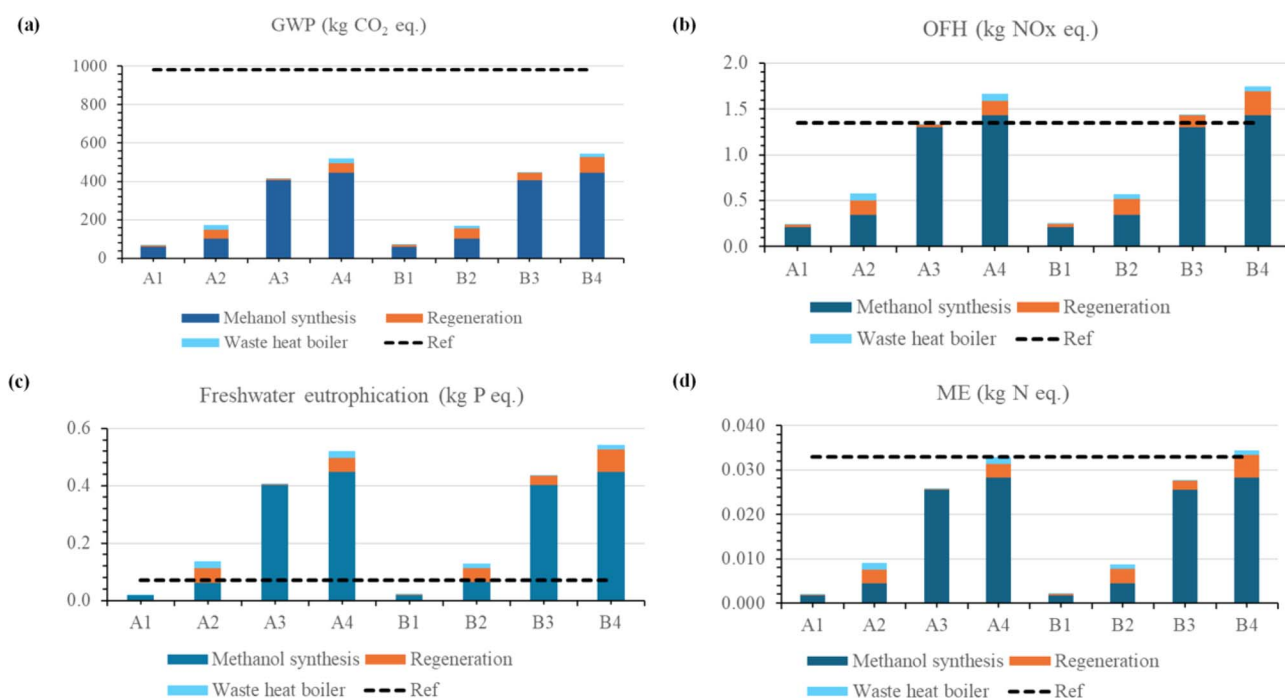 (a)
GWP (kg CO₂ eq.)
1000
800
600
400
200
0
A1 A2 A3 A4 B1 B2 B3 B4
Mehanol synthesis Regeneration
Waste heat boiler Ref
(b)
OFH (kg NOx eq.)
2.0
1.5
1.0
0.5
0.0
A1 A2 A3 A4 B1 B2 B3 B4
Methanol synthesis Regeneration
Waste heat boiler Ref
(c)
Freshwater eutrophication (kg P eq.)
0.6
0.4
0.2
0.0
A1 A2 A3 A4 B1 B2 B3 B4
Methanol synthesis Regeneration
Waste heat boiler Ref
(d)
ME (kg N eq.)
0.040
0.030
0.020
0.010
0.000
A1 A2 A3 A4 B1 B2 B3 B4
Methanol synthesis Regeneration
Waste heat boiler Ref